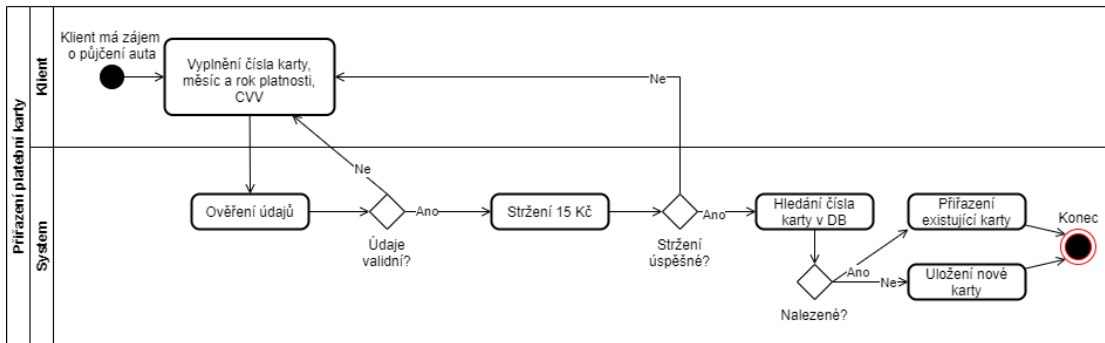 Přiřazení platební karty
Klient
System
Klient má zájem
o půjčení auta
Vyplnění čísla karty,
měsíc a rok platnosti,
CVV
Ne
Ne
Ověření údajů
Ano
Údaje
validní?
Stržení 15 Kč
Ano
Stržení
úspěšné?
Hledání čísla
karty v DB
Nalezené?
Ano
Ne
Přiřazení
existující karty
Uložení nové
karty
Konec